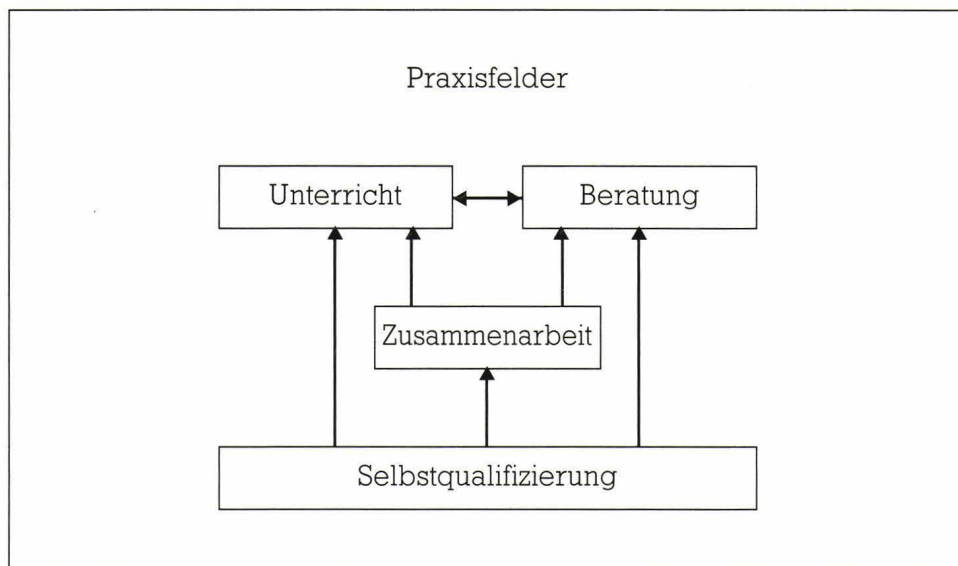 Praxisfelder
Unterricht
Beratung
Zusammenarbeit
Selbstqualifizierung